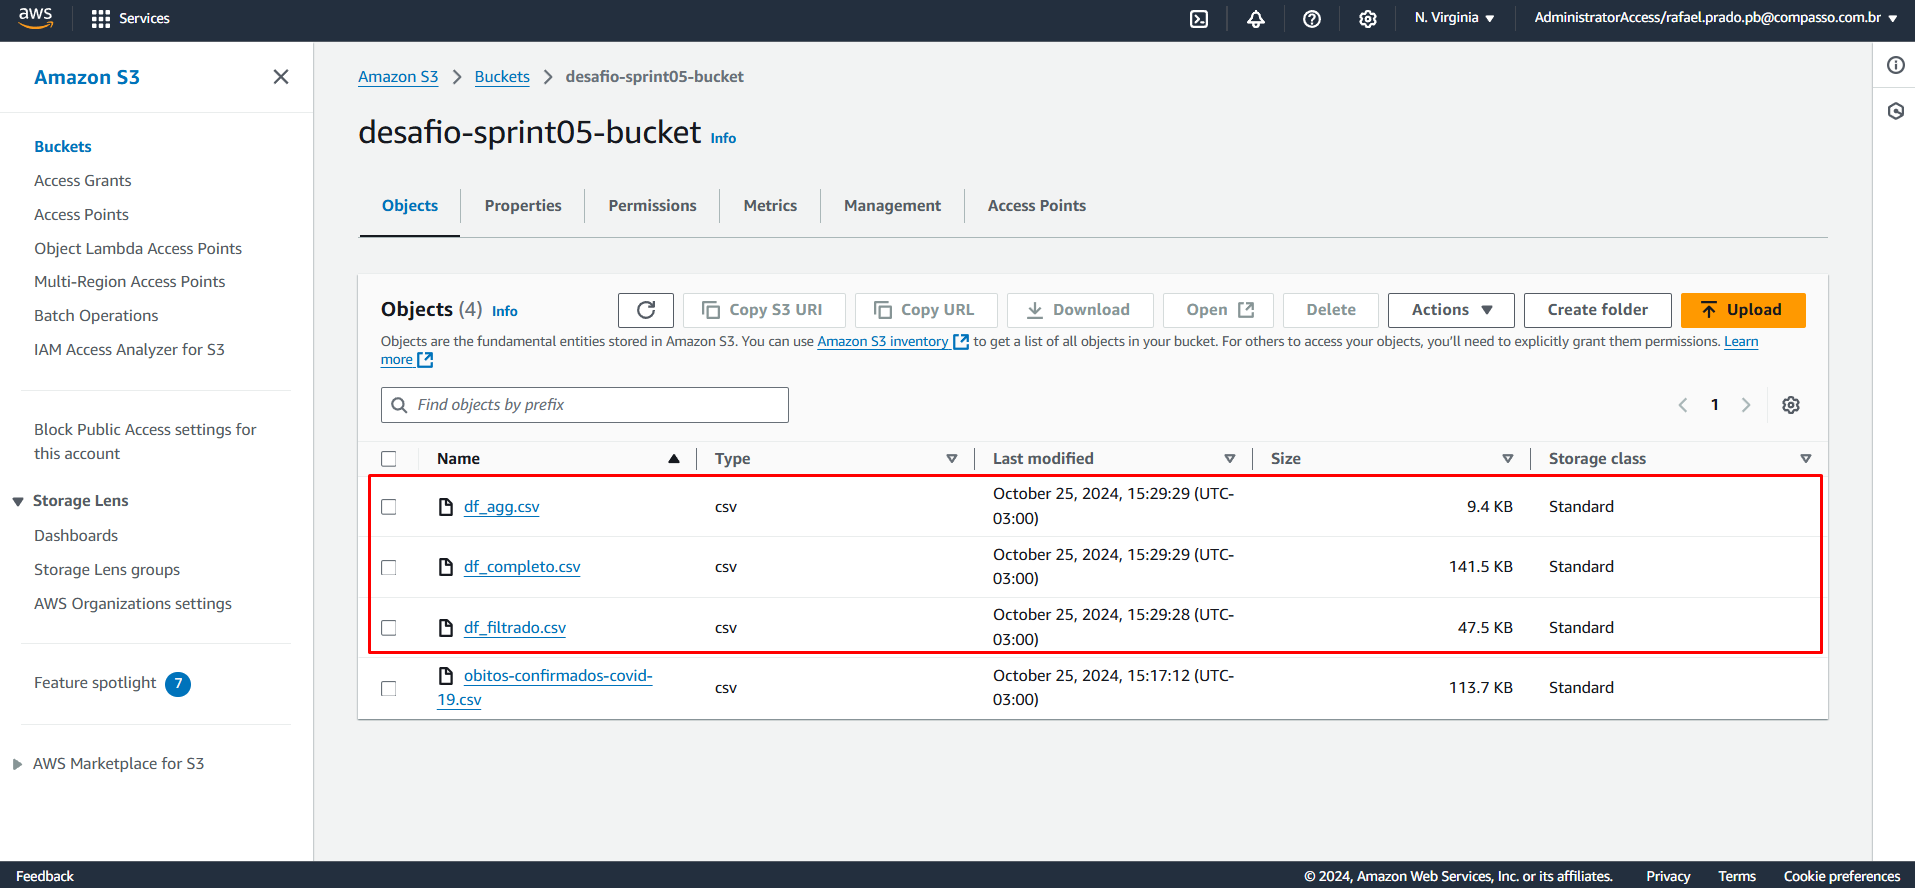 aws Services N. Virginia AdministratorAccess/rafael.prado.pb@compasso.com.br
Amazon S3
Buckets
Access Grants
Access Points
Object Lambda Access Points
Multi-Region Access Points
Batch Operations
IAM Access Analyzer for S3
Block Public Access settings for
this account
Storage Lens
Dashboards
Storage Lens groups
AWS Organizations settings
Feature spotlight 7
AWS Marketplace for S3
Amazon S3 Buckets desafio-sprint05-bucket
desafio-sprint05-bucket Info
Objects Properties Permissions Metrics Management Access Points
Objects (4) Info Copy S3 URI Copy URL Download Open Delete Actions Create folder Upload
Objects are the fundamental entities stored in Amazon S3. You can use Amazon S3 inventory to get a list of all objects in your bucket. For others to access your objects, you'll need to explicitly grant them permissions. Learn
more
Find objects by prefix 1
Name Type Last modified Size Storage class
df_agg.csv csv October 25, 2024, 15:29:29 (UTC-
03:00) 9.4 KB Standard
df_completo.csv csv October 25, 2024, 15:29:29 (UTC-
03:00) 141.5 KB Standard
df_filtrado.csv csv October 25, 2024, 15:29:28 (UTC-
03:00) 47.5 KB Standard
obitos-confirmados-covid-
19.csv csv October 25, 2024, 15:17:12 (UTC-
03:00) 113.7 KB Standard
Feedback © 2024, Amazon Web Services, Inc. or its affiliates. Privacy Terms Cookie preferences